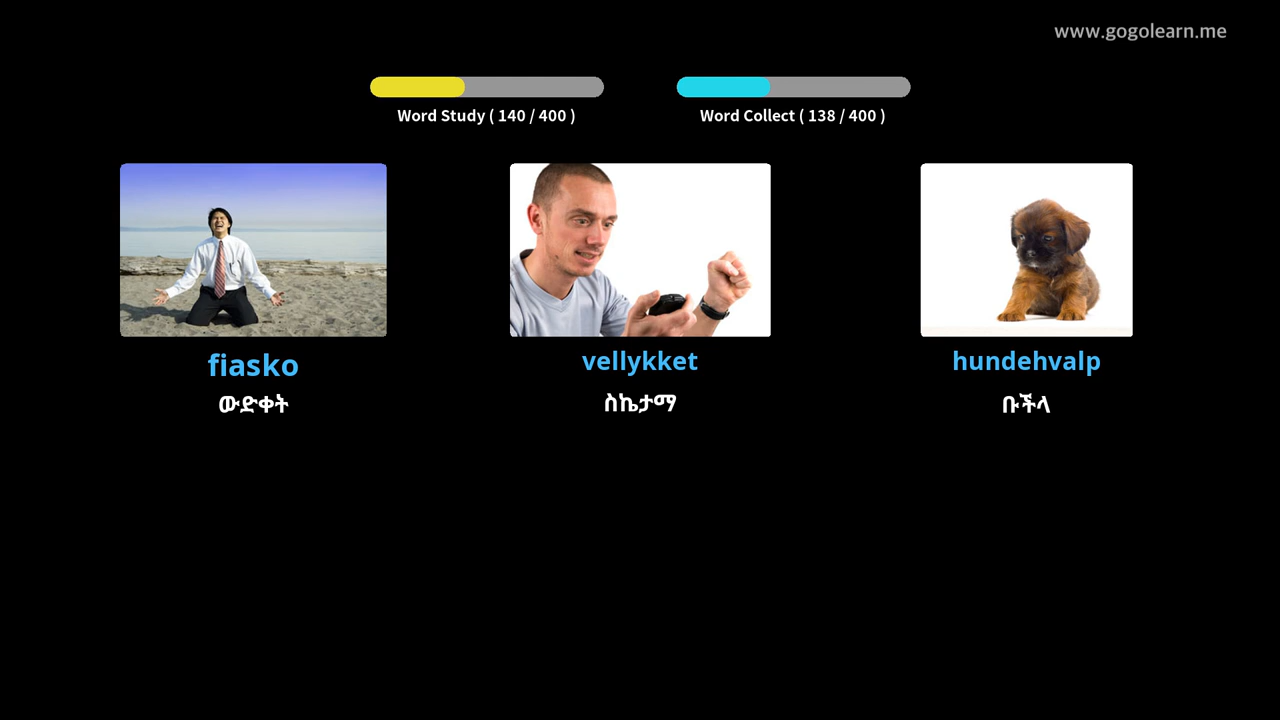 www.gogolearn.me
Word Study ( 140 / 400 )
Word Collect ( 138 / 400 )
fiasko
vellykket
hundehvalp
ውድቀት
ስኬታማ
ቡችላ